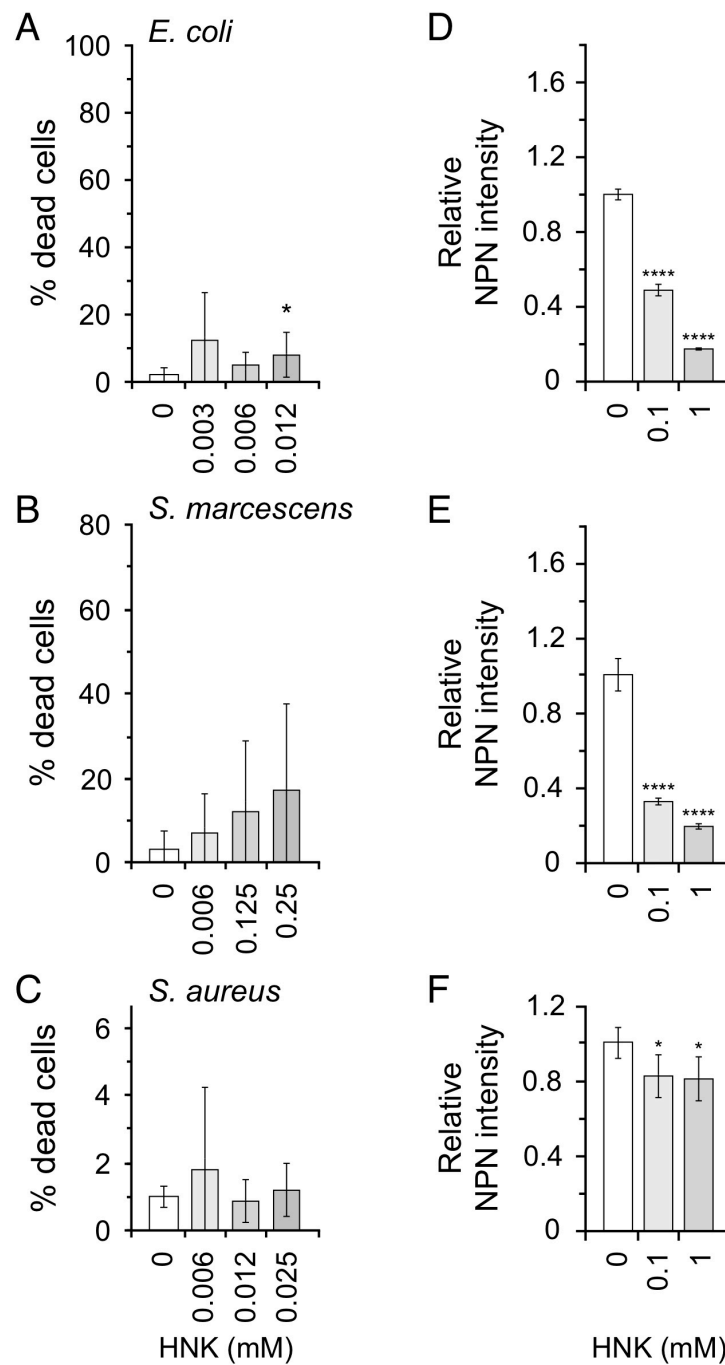 A
E. coli
% dead cells
100
80
60
40
20
0
*
0
0.003
0.006
0.012
D
Relative
NPN intensity
1.6
1.2
0.8
0.4
0
****
****
0
0.1
1
B
S. marcescens
% dead cells
80
60
40
20
0
0
0.006
0.125
0.25
E
Relative
NPN intensity
1.6
1.2
0.8
0.4
0
****
****
0
0.1
1
C
S. aureus
% dead cells
6
4
2
0
0
0.006
0.012
0.025
HNK (mM)
F
Relative
NPN intensity
1.2
0.8
0.4
0
*
*
0
0.1
1
HNK (mM)